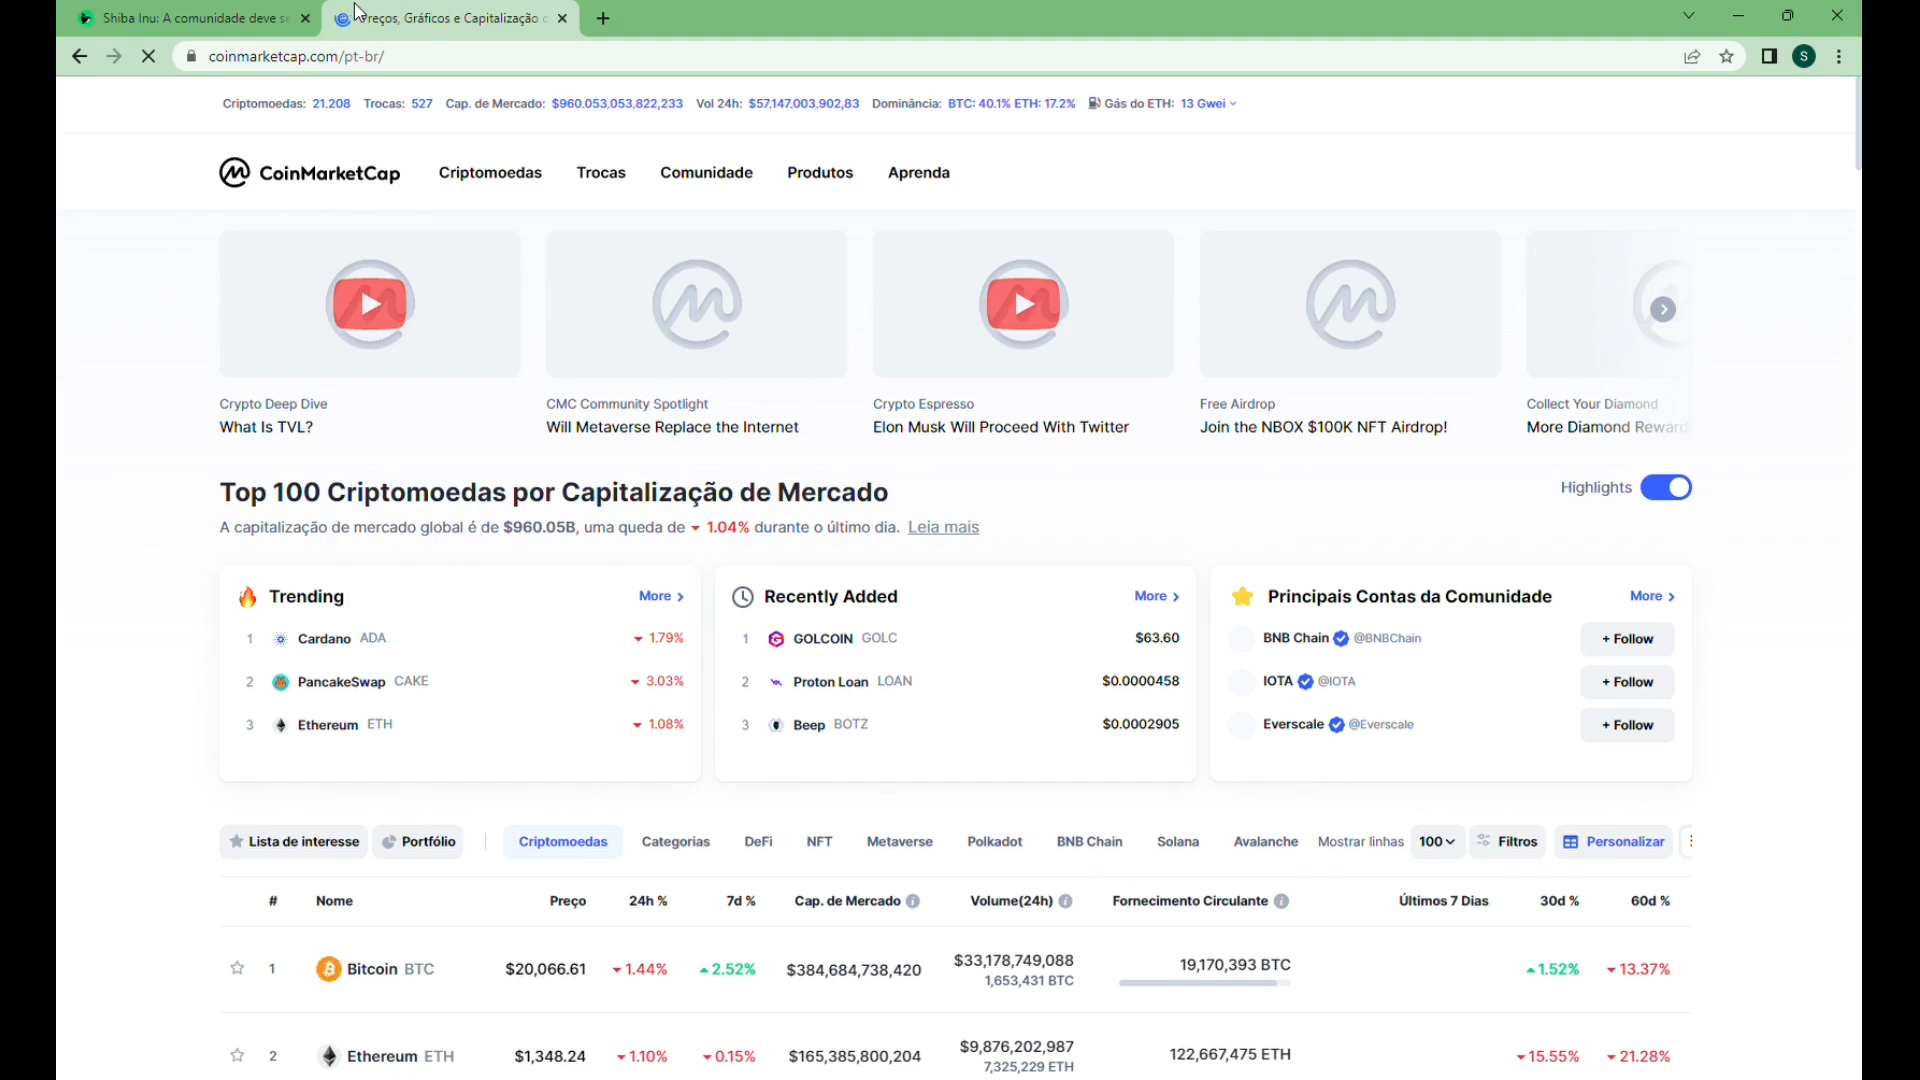 Shiba Inu: A comunidade deve se
Preços, Gráficos e Capitalização
coinmarketcap.com/pt-br/
S
Criptomoedas: 21.208 Trocas: 527 Cap. de Mercado: $960.053.053.822,233 Vol 24h: $57.147.003.902,83 Dominância: BTC: 40.1% ETH: 17.2% Gás do ETH: 13 Gwei
CoinMarketCap Criptomoedas Trocas Comunidade Produtos Aprenda
Crypto Deep Dive
What Is TVL?
CMC Community Spotlight
Will Metaverse Replace the Internet
Crypto Espresso
Elon Musk Will Proceed With Twitter
Free Airdrop
Join the NBOX $100K NFT Airdrop!
Collect Your Diamond
More Diamond Reward
Top 100 Criptomoedas por Capitalização de Mercado
Highlights
A capitalização de mercado global é de $960.05B, uma queda de 1.04% durante o último dia. Leia mais
Trending More
1 Cardano ADA 1.79%
2 PancakeSwap CAKE 3.03%
3 Ethereum ETH 1.08%
Recently Added More
1 GOLCOIN GOLC $63.60
2 Proton Loan LOAN $0.0000458
3 Beep BOTZ $0.0002905
Principais Contas da Comunidade More
BNB Chain @BNBChain + Follow
IOTA @IOTA + Follow
Everscale @Everscale + Follow
Lista de interesse Portfólio Criptomoedas Categorias DeFi NFT Metaverse Polkadot BNB Chain Solana Avalanche Mostrar linhas 100 Filtros Personalizar
# Nome Preço 24h % 7d % Cap. de Mercado Volume(24h) Fornecimento Circulante Últimos 7 Dias 30d % 60d %
1 Bitcoin BTC $20,066.61 1.44% 2.52% $384,684,738,420 $33,178,749,088 19,170,393 BTC 1.52% 13.37%
1,653,431 BTC
2 Ethereum ETH $1,348.24 1.10% 0.15% $165,385,800,204 $9,876,202,987 122,667,475 ETH 15.55% 21.28%
7,325,229 ETH